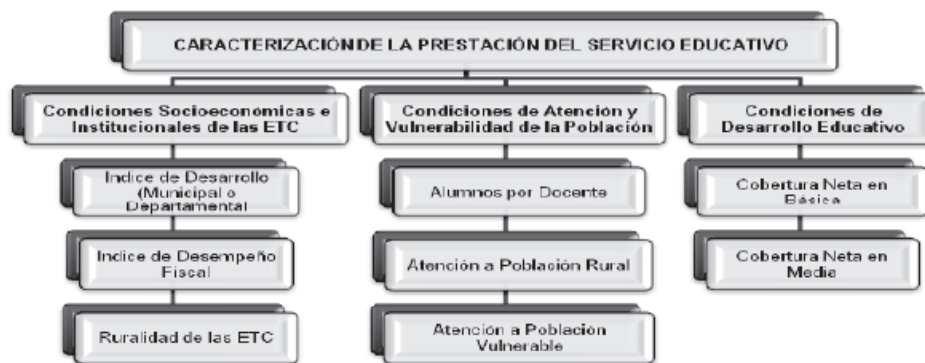 CARACTERIZACIÓN DE LA PRESTACIÓN DEL SERVICIO EDUCATIVO
Condiciones Socioeconómicas e
Institucionales de las ETC
Indice de Desarrollo
(Municipal o
Departamental)
Indice de Desempeño
Fiscal
Ruralidad de las ETC
Condiciones de Atención y
Vulnerabilidad de la Población
Alumnos por Docente
Atención a Población Rural
Atención a Población
Vulnerable
Condiciones de
Desarrollo Educativo
Cobertura Neta en
Básica
Cobertura Neta en
Media